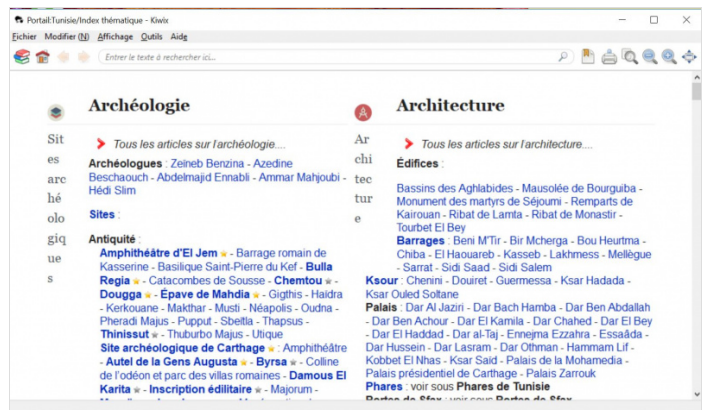 Portail:Tunisie/Index thématique - Kiwix
Fichier Modifier (N) Affichage Outils Aide
Entrer le texte à rechercher ici...
Archéologie
Sit
es
arc
hé
olo
giq
ue
s
Tous les articles sur l'archéologie....
Archéologues : Zeïneb Benzina - Azedine
Beschaouch - Abdelmajid Ennabli - Ammar Mahjoubi -
Hédi Slim
Sites :
Antiquité :
Amphithéâtre d'El Jem ★ - Barrage romain de
Kasserine - Basilique Saint-Pierre du Kef - Bulla
Regia ★ - Catacombes de Sousse - Chemtou ★ -
Dougga ★ - Épave de Mahdia ★ - Gigthis - Haïdra
- Kerkouane - Makthar - Musti - Néapolis - Oudna -
Pheradi Majus - Pupput - Sbeïtla - Thapsus -
Thinissut ★ - Thuburbo Majus - Utique
Site archéologique de Carthage ★ : Amphithéâtre
- Autel de la Gens Augusta ★ - Byrsa ★ - Colline
de l'odéon et parc des villas romaines - Damous El
Karita ★ - Inscription édilitaire ★ - Majorum -
Architecture
Ar
chi
tec
tur
e
Tous les articles sur l'architecture....
Édifices :
Bassins des Aghlabides - Mausolée de Bourguiba -
Monument des martyrs de Séjoumi - Remparts de
Kairouan - Ribat de Lamta - Ribat de Monastir -
Tourbet El Bey
Barrages : Beni M'Tir - Bir Mcherga - Bou Heurtma -
Chiba - El Haouareb - Kasseb - Lakhmess - Mellègue
- Sarrat - Sidi Saad - Sidi Salem
Ksour : Chenini - Douiret - Guermessa - Ksar Hadada -
Ksar Ouled Soltane
Palais : Dar Al Jaziri - Dar Bach Hamba - Dar Ben Abdallah
- Dar Ben Achour - Dar El Kamila - Dar Chahed - Dar El Bey
- Dar El Haddad - Dar al-Taj - Ennejma Ezzahra - Essaâda -
Dar Hussein - Dar Lasram - Dar Othman - Hammam Lif -
Kobbet El Nhas - Ksar Said - Palais de la Mohamedia -
Palais présidentiel de Carthage - Palais Zarrouk
Phares : voir sous Phares de Tunisie
Portes de Sfax : voir sous Portes de Sfax